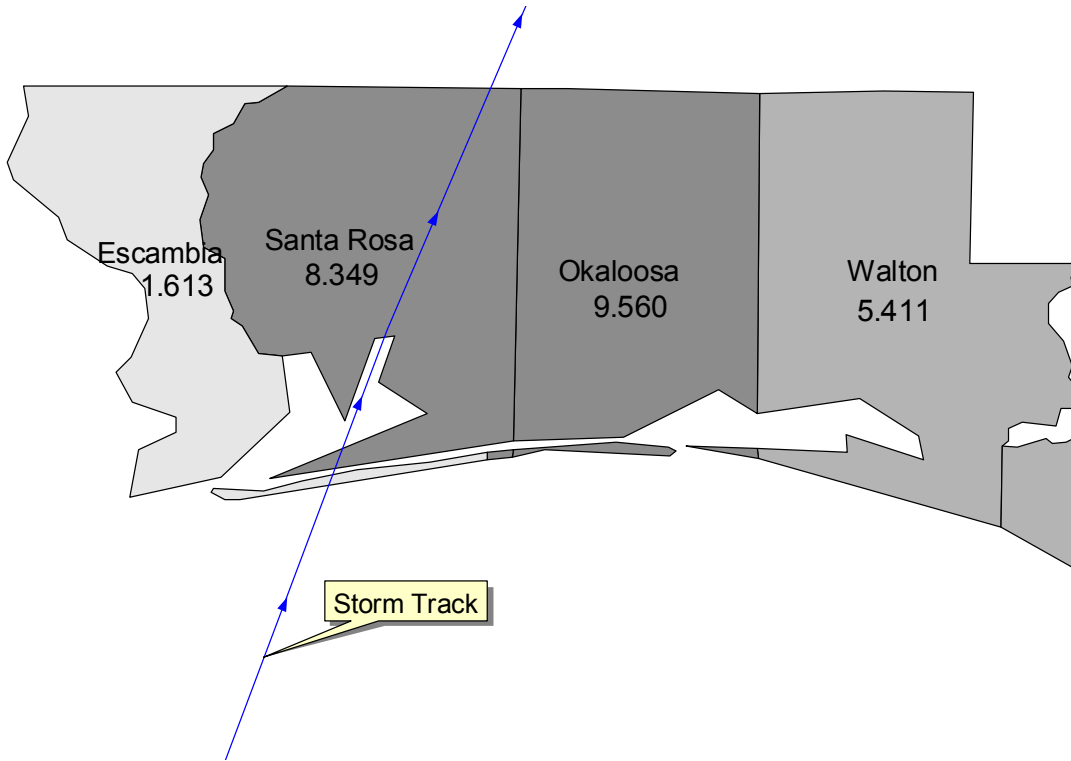 Escambia
1.613
Santa Rosa
8.349
Okaloosa
9.560
Walton
5.411
Storm Track